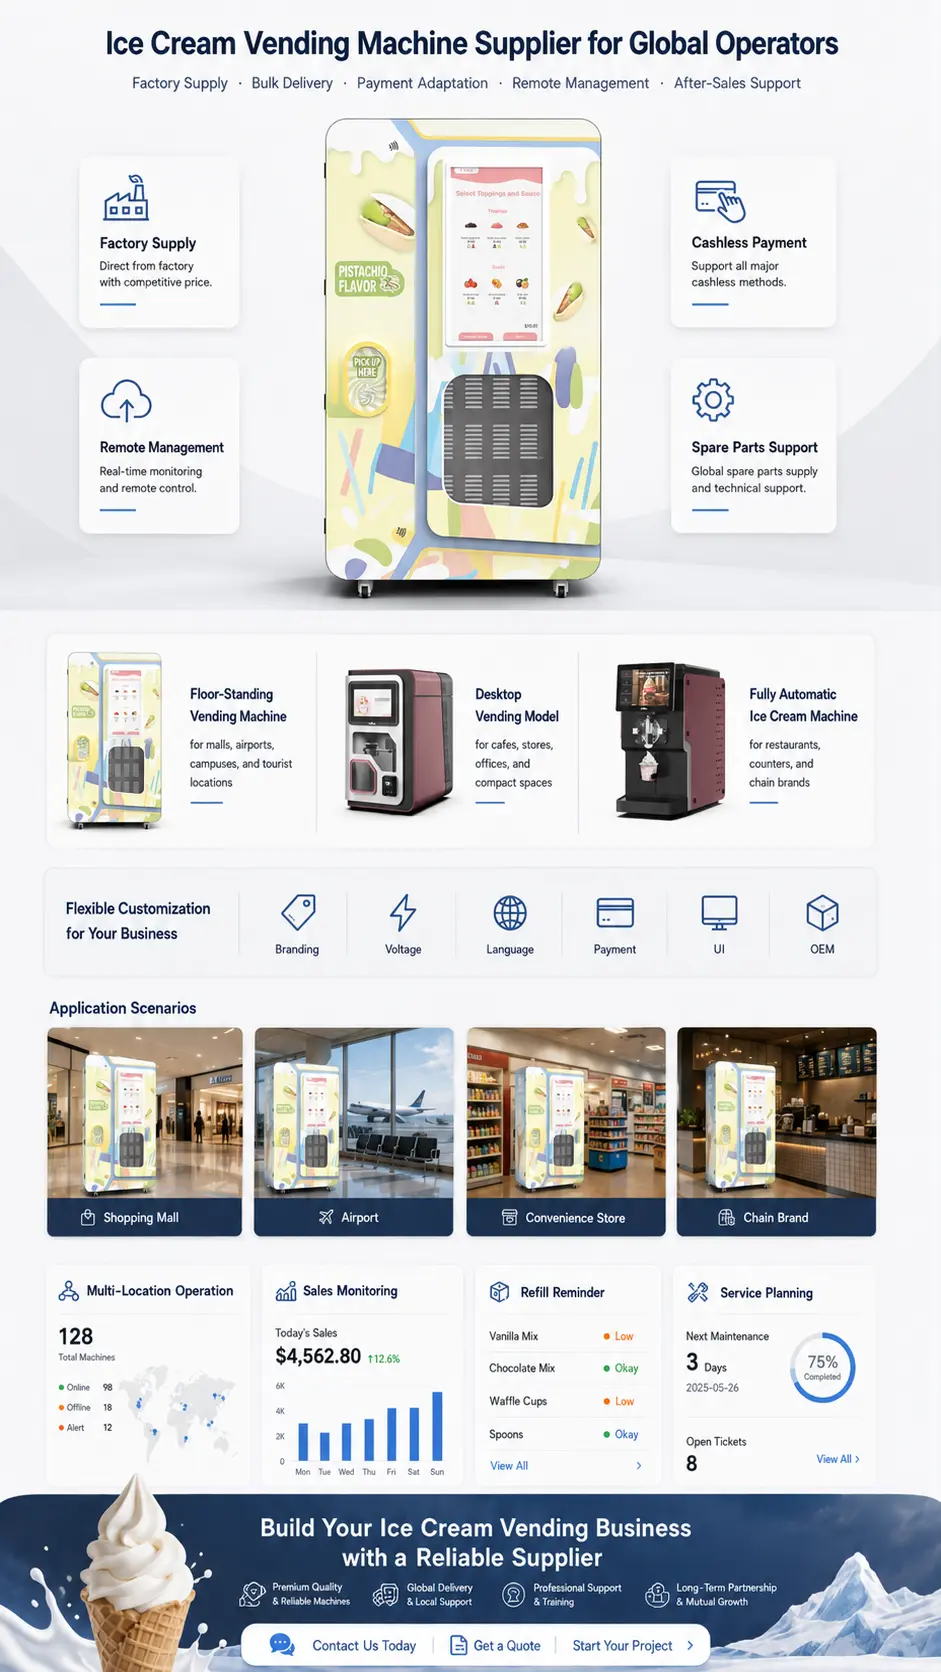 Ice Cream Vending Machine Supplier for Global Operators
Factory Supply · Bulk Delivery · Payment Adaptation · Remote Management · After-Sales Support
Factory Supply
Direct from factory
with competitive price.
Cashless Payment
Support all major
cashless methods.
Select Toppings and Sauce
Toppings
PISTACHIO
FLAVOR
PICK UP
HERE
Remote Management
Real-time monitoring
and remote control.
Spare Parts Support
Global spare parts supply
and technical support.
Floor-Standing
Vending Machine
for malls, airports,
campuses, and tourist
locations
Desktop
Vending Model
for cafes, stores,
offices, and
compact spaces
Fully Automatic
Ice Cream Machine
for restaurants,
counters, and
chain brands
Flexible Customization
for Your Business
Branding
Voltage
Language
Payment
UI
OEM
Application Scenarios
Shopping Mall
Airport
Convenience Store
Chain Brand
Multi-Location Operation
128
Total Machines
Online 98
Offline 18
Alert 12
Sales Monitoring
Today's Sales
$4,562.80 ↑12.6%
6K
4K
2K
0
Mon Tue Wed Thu Fri Sat Sun
Refill Reminder
Vanilla Mix Low
Chocolate Mix Okay
Waffle Cups Low
Spoons Okay
View All >
Service Planning
Next Maintenance
3 Days
2025-05-26
75%
Completed
Open Tickets
8
View All >
Build Your Ice Cream Vending Business
with a Reliable Supplier
Premium Quality
& Reliable Machines
Global Delivery
& Local Support
Professional Support
& Training
Long-Term Partnership
& Mutual Growth
Contact Us Today
Get a Quote
Start Your Project >